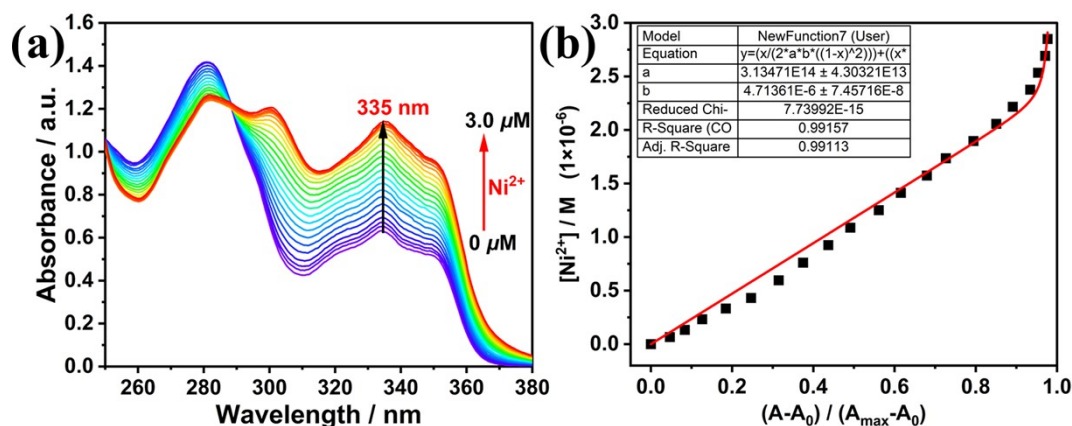 (a)
Absorbance / a.u.
1.6
1.4
1.2
1.0
0.8
0.6
0.4
0.2
0.0
335 nm
3.0 μM
Ni²⁺
0 μM
260 280 300 320 340 360 380
Wavelength / nm
(b)
[Ni²⁺] / M (1×10⁻⁶)
3.0
2.5
2.0
1.5
1.0
0.5
0.0
Model NewFunction7 (User)
Equation y=(x/(2*a*b*((1-x)^2)))+((x*
a 3.13471E14 ± 4.30321E13
b 4.71361E-6 ± 7.45716E-8
Reduced Chi- 7.73992E-15
R-Square (CO 0.99157
Adj. R-Square 0.99113
0.0 0.2 0.4 0.6 0.8 1.0
(A-A₀) / (Aₘₐₓ-A₀)